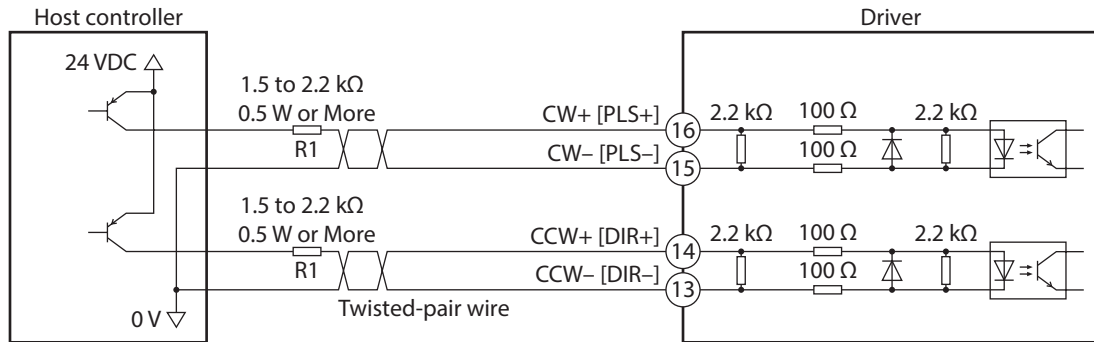 Host controller
Driver
24 VDC
1.5 to 2.2 kΩ
0.5 W or More
R1
CW+ [PLS+]
16
2.2 kΩ
100 Ω
2.2 kΩ
CW– [PLS–]
15
100 Ω
1.5 to 2.2 kΩ
0.5 W or More
R1
CCW+ [DIR+]
14
2.2 kΩ
100 Ω
2.2 kΩ
CCW– [DIR–]
13
100 Ω
Twisted-pair wire
0 V